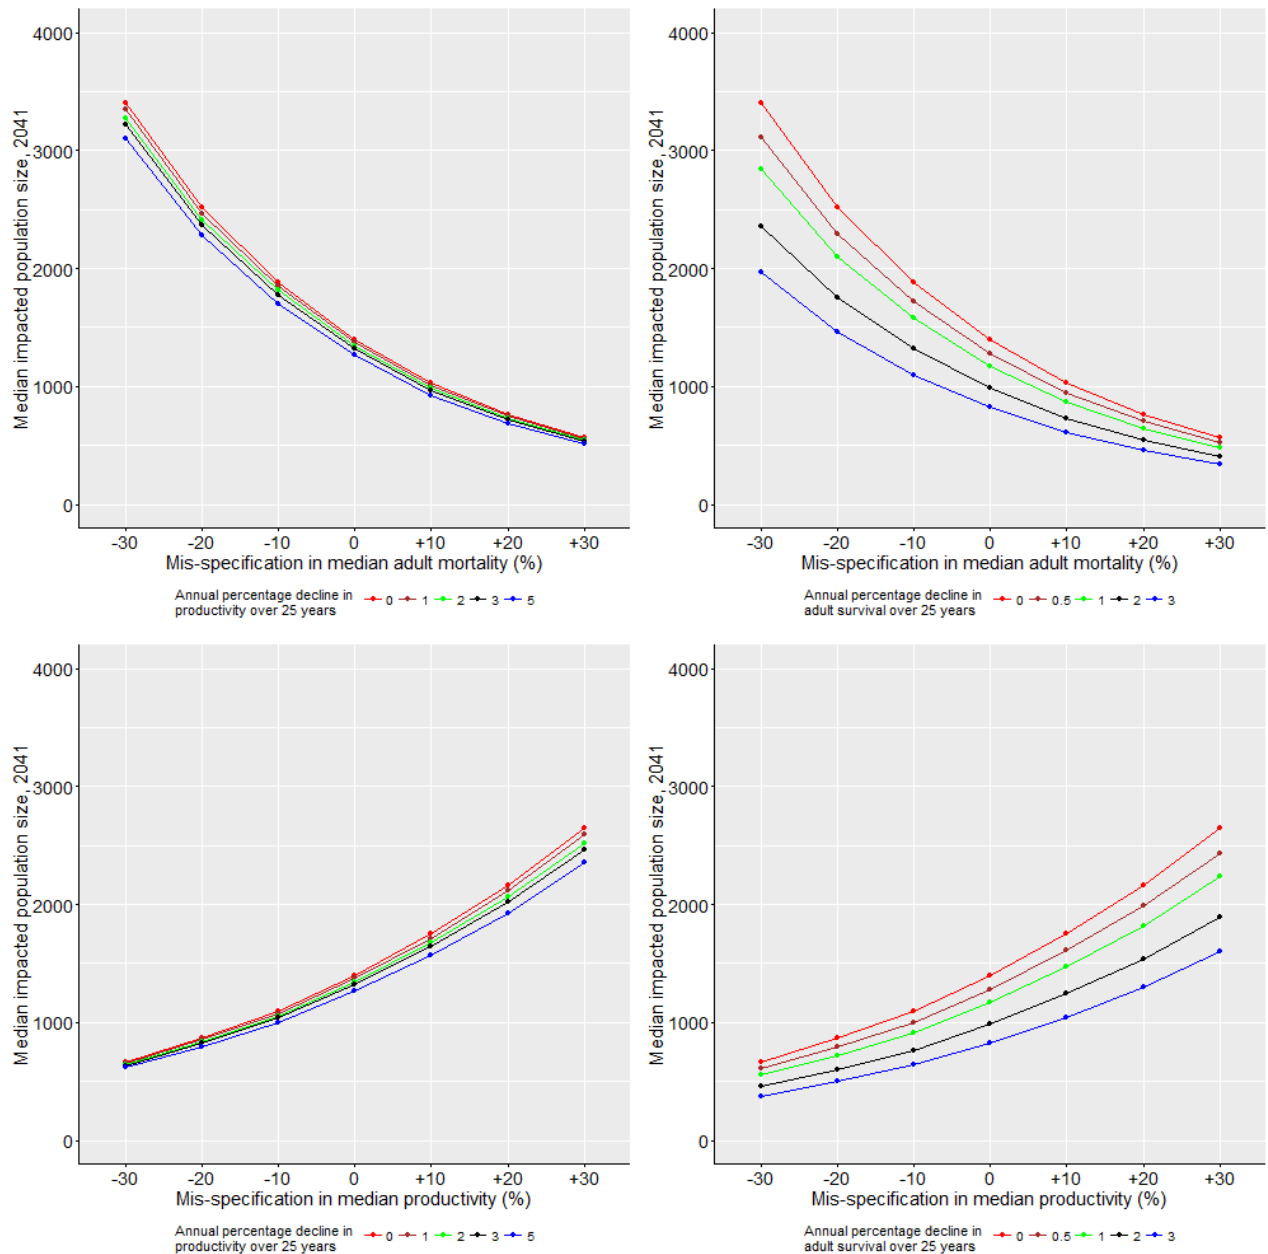 4000
3000
2000
1000
0
Median impacted population size, 2041
-30 -20 -10 0 +10 +20 +30
Mis-specification in median adult mortality (%)
Annual percentage decline in
productivity over 25 years
0 1 2 3 5
4000
3000
2000
1000
0
Median impacted population size, 2041
-30 -20 -10 0 +10 +20 +30
Mis-specification in median adult mortality (%)
Annual percentage decline in
adult survival over 25 years
0 0.5 1 2 3
4000
3000
2000
1000
0
Median impacted population size, 2041
-30 -20 -10 0 +10 +20 +30
Mis-specification in median productivity (%)
Annual percentage decline in
productivity over 25 years
0 1 2 3 5
4000
3000
2000
1000
0
Median impacted population size, 2041
-30 -20 -10 0 +10 +20 +30
Mis-specification in median productivity (%)
Annual percentage decline in
adult survival over 25 years
0 0.5 1 2 3